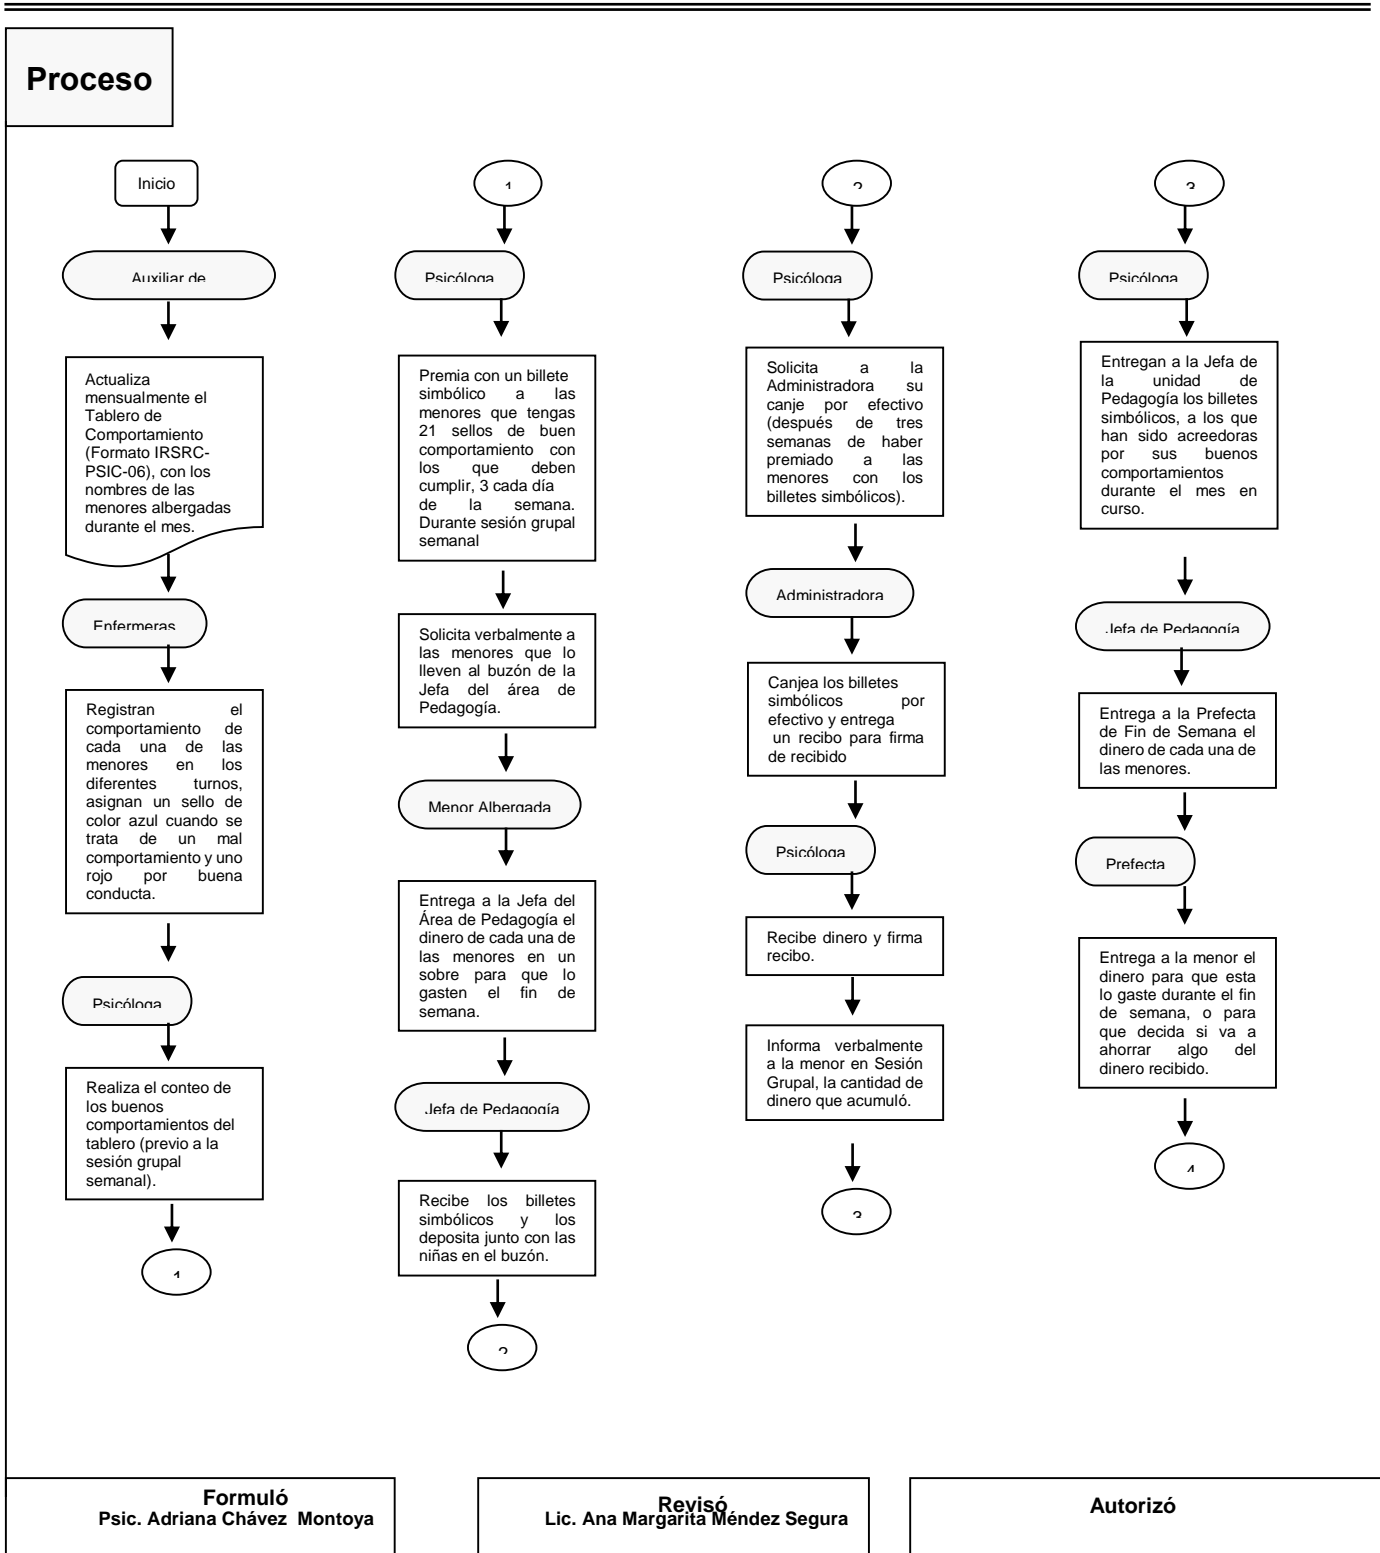 Proceso
Inicio
Auxiliar de
Actualiza
mensualmente el
Tablero de
Comportamiento
(Formato IRSRC-
PSIC-06), con los
nombres de las
menores albergadas
durante el mes.
Enfermeras
Registran el
comportamiento de
cada una de las
menores en los
diferentes turnos,
asignan un sello de
color azul cuando se
trata de un mal
comportamiento y uno
rojo por buena
conducta.
Psicóloga
Realiza el conteo de
los buenos
comportamientos del
tablero (previo a la
sesión grupal
semanal).
1
1
Psicóloga
Premia con un billete
simbólico a las
menores que tengas
21 sellos de buen
comportamiento con
los que deben
cumplir, 3 cada día
de la semana.
Durante sesión grupal
semanal
Solicita verbalmente a
las menores que lo
lleven al buzón de la
Jefa del área de
Pedagogía.
Menor Albergada
Entrega a la Jefa del
Área de Pedagogía el
dinero de cada una de
las menores en un
sobre para que lo
gasten el fin de
semana.
Jefa de Pedagogía
Recibe los billetes
simbólicos y los
deposita junto con las
niñas en el buzón.
2
2
Psicóloga
Solicita a la
Administradora su
canje por efectivo
(después de tres
semanas de haber
premiado a las
menores con los
billetes simbólicos).
Administradora
Canjea los billetes
simbólicos por
efectivo y entrega
un recibo para firma
de recibido
Psicóloga
Recibe dinero y firma
recibo.
Informa verbalmente
a la menor en Sesión
Grupal, la cantidad de
dinero que acumuló.
3
3
Psicóloga
Entregan a la Jefa de
la unidad de
Pedagogía los billetes
simbólicos, a los que
han sido acreedoras
por sus buenos
comportamientos
durante el mes en
curso.
Jefa de Pedagogía
Entrega a la Prefecta
de Fin de Semana el
dinero de cada una de
las menores.
Prefecta
Entrega a la menor el
dinero para que esta
lo gaste durante el fin
de semana, o para
que decida si va a
ahorrar algo del
dinero recibido.
4
Formuló
Psic. Adriana Chávez Montoya
Revisó
Lic. Ana Margarita Méndez Segura
Autorizó